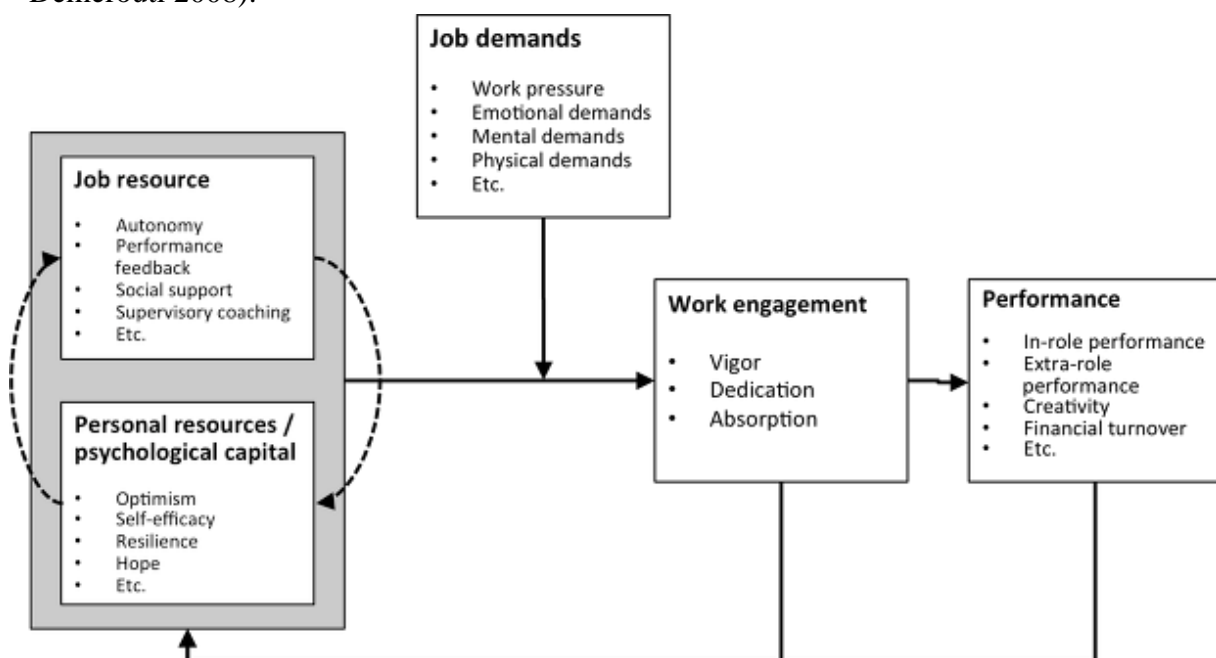 Demerouti 2008).
Job demands
• Work pressure
• Emotional demands
• Mental demands
• Physical demands
• Etc.
Job resource
• Autonomy
• Performance
feedback
• Social support
• Supervisory coaching
• Etc.
Personal resources /
psychological capital
• Optimism
• Self-efficacy
• Resilience
• Hope
• Etc.
Work engagement
• Vigor
• Dedication
• Absorption
Performance
• In-role performance
• Extra-role
performance
• Creativity
• Financial turnover
• Etc.